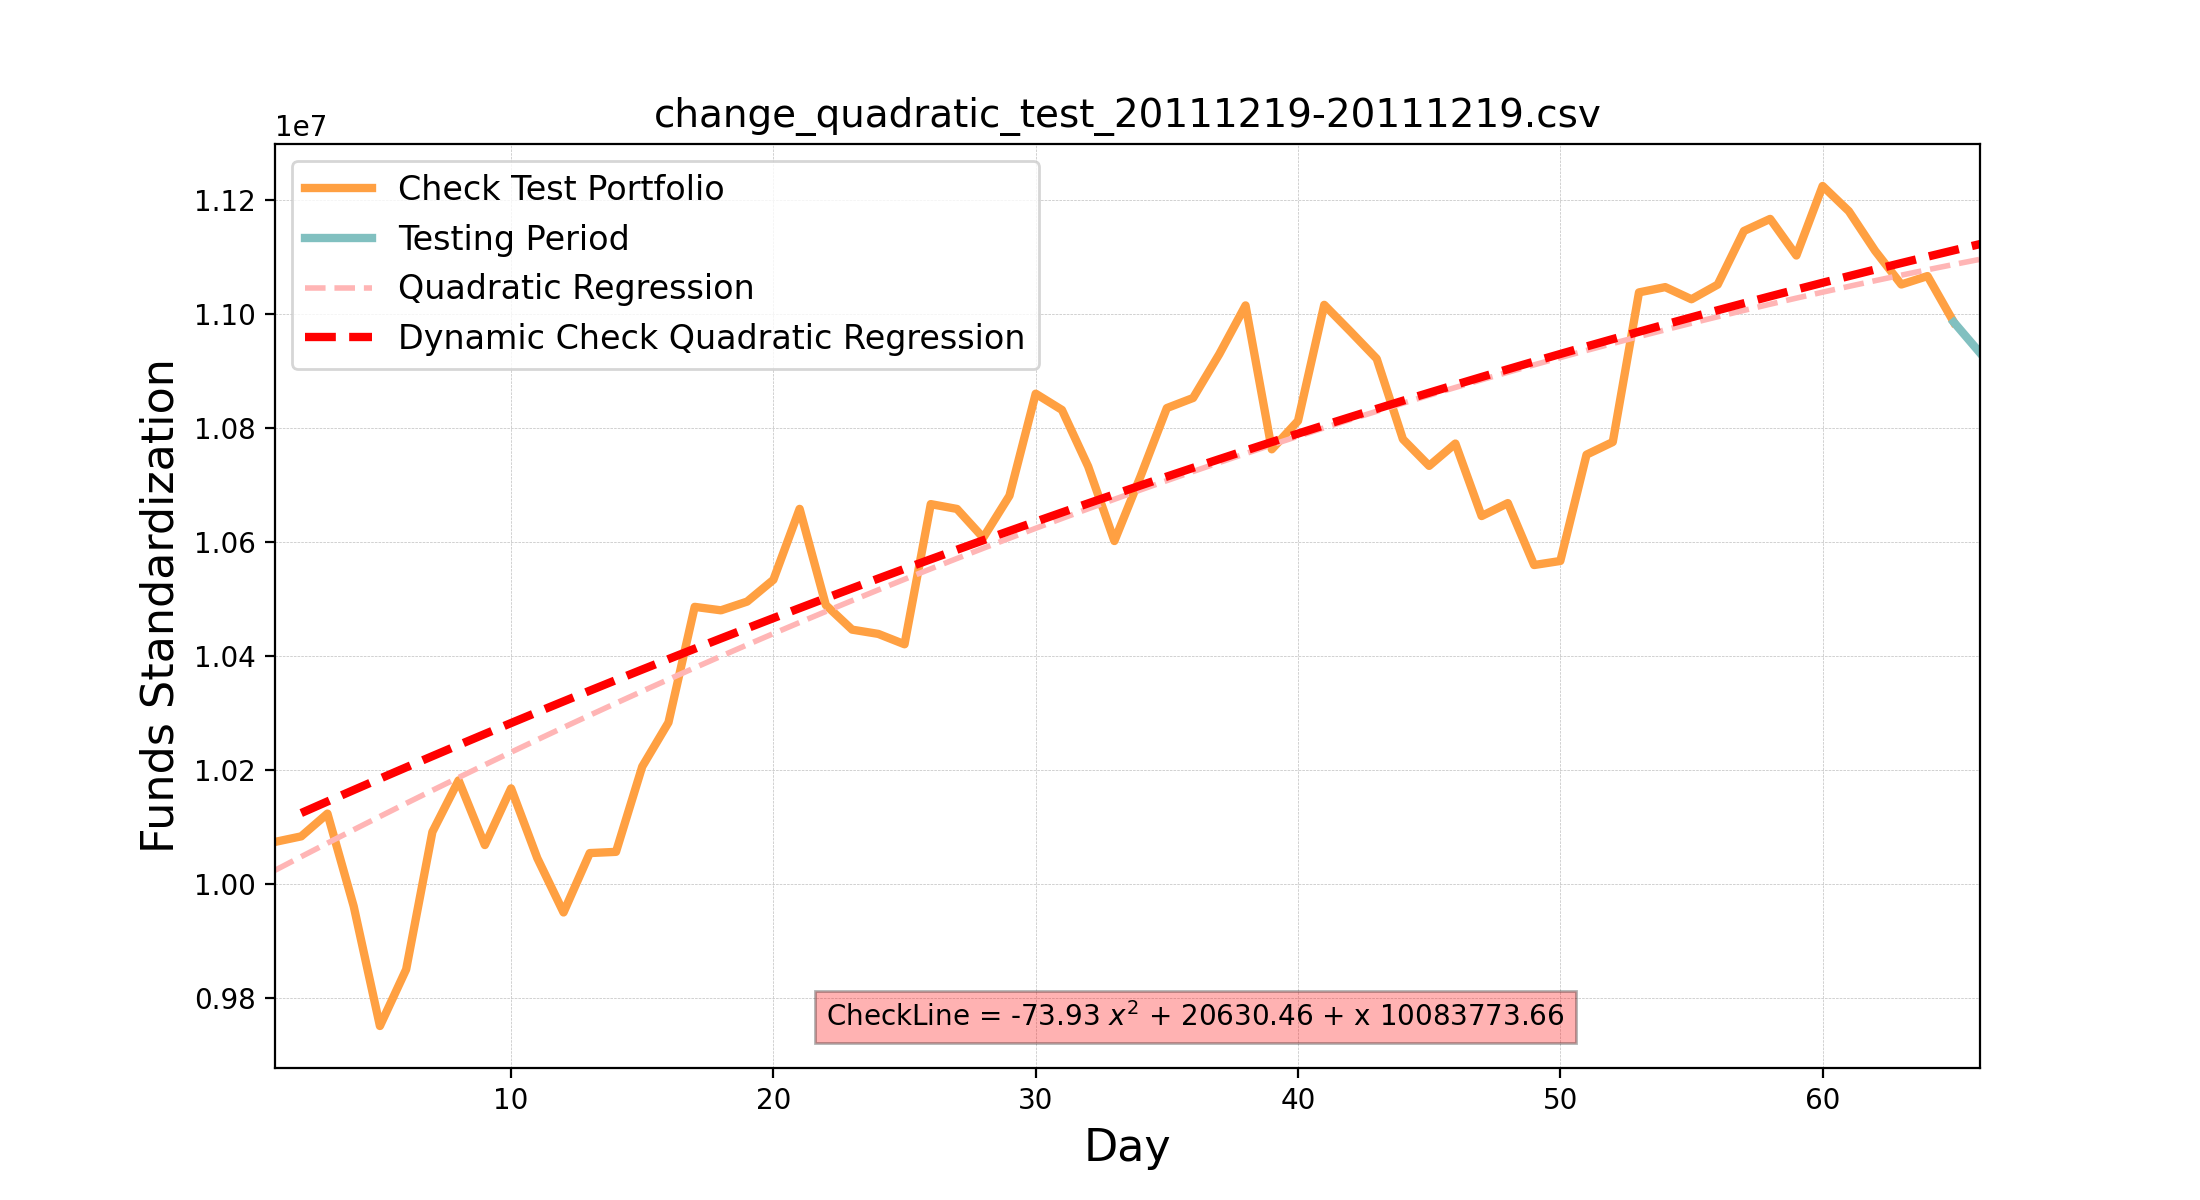 change_quadratic_test_20111219-20111219.csv
1e7
Check Test Portfolio
Testing Period
Quadratic Regression
Dynamic Check Quadratic Regression
1.12
1.10
1.08
1.06
1.04
1.02
1.00
0.98
Funds Standardization
CheckLine = -73.93 x² + 20630.46 + x 10083773.66
10 20 30 40 50 60
Day